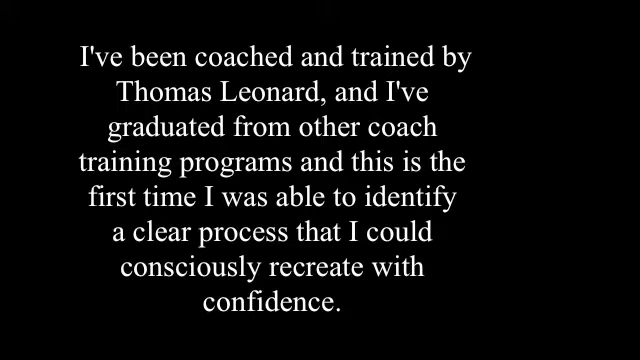 I've been coached and trained by
Thomas Leonard, and I've
graduated from other coach
training programs and this is the
first time I was able to identify
a clear process that I could
consciously recreate with
confidence.